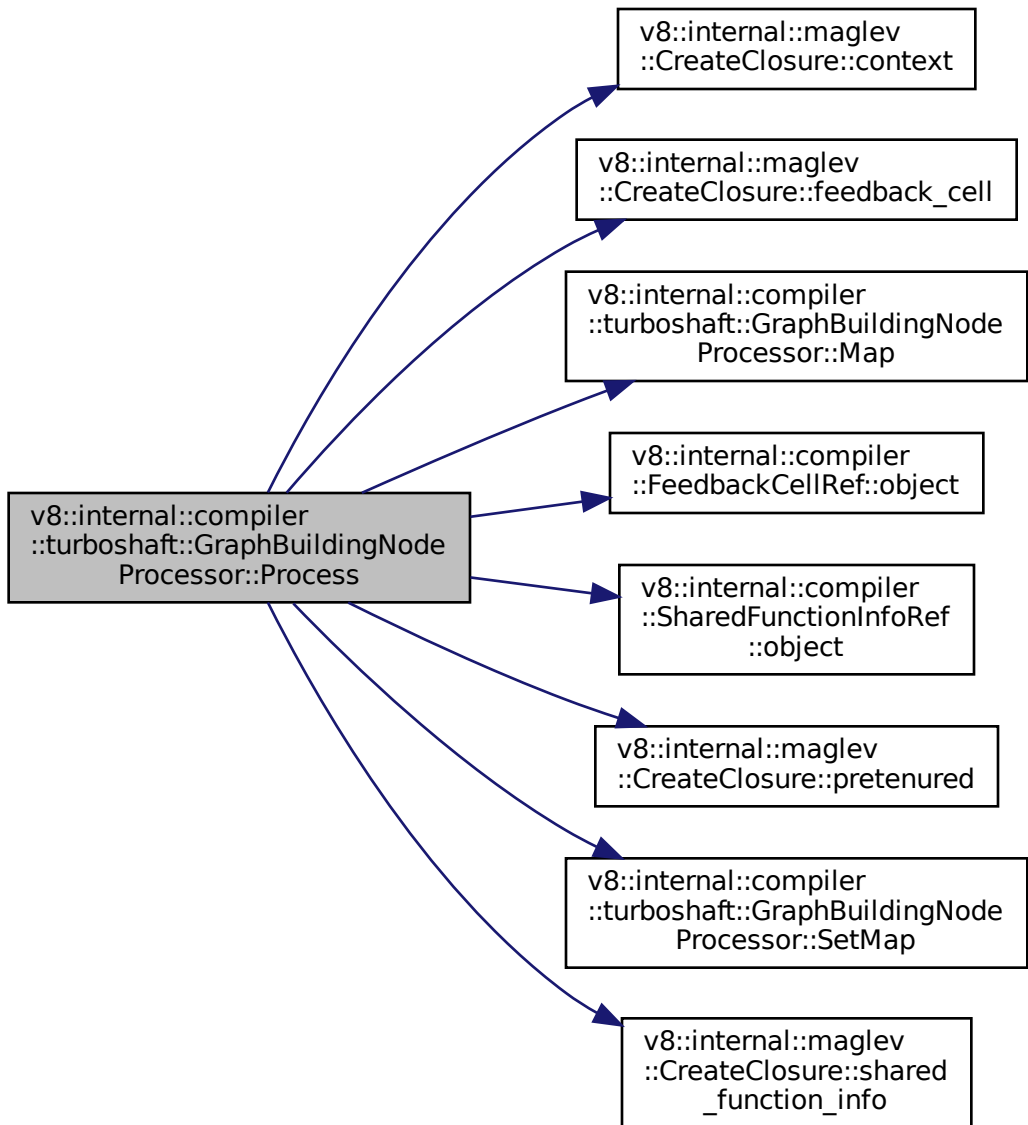 v8::internal::maglev
::CreateClosure::context
v8::internal::maglev
::CreateClosure::feedback_cell
v8::internal::compiler
::turboshaft::GraphBuildingNode
Processor::Map
v8::internal::compiler
::FeedbackCellRef::object
v8::internal::compiler
::turboshaft::GraphBuildingNode
Processor::Process
v8::internal::compiler
::SharedFunctionInfoRef
::object
v8::internal::maglev
::CreateClosure::pretenured
v8::internal::compiler
::turboshaft::GraphBuildingNode
Processor::SetMap
v8::internal::maglev
::CreateClosure::shared
_function_info